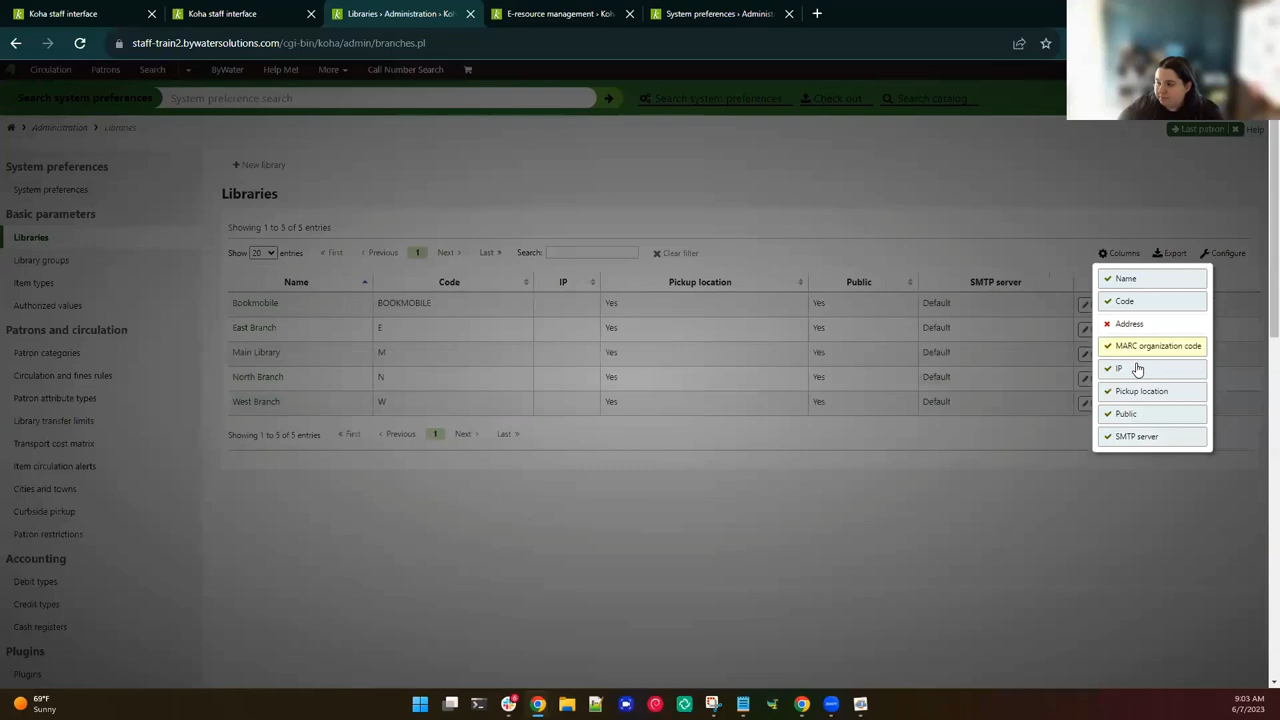 Koha staff interface
Koha staff interface
Libraries › Administration › Koh
E-resource management › Koh
System preferences › Administ
staff-train2.bywatersolutions.com/cgi-bin/koha/admin/branches.pl
Circulation Patrons Search ByWater Help Me! More Call Number Search
Search system preferences System preference search Search system preferences Check out Search catalog
Administration Libraries
Last patron Help
System preferences
System preferences
Basic parameters
Libraries
Library groups
Item types
Authorized values
Patrons and circulation
Patron categories
Circulation and fines rules
Patron attribute types
Library transfer limits
Transport cost matrix
Item circulation alerts
Cities and towns
Curbside pickup
Patron restrictions
Accounting
Debit types
Credit types
Cash registers
Plugins
Plugins
+ New library
Libraries
Showing 1 to 5 of 5 entries
Show 20 entries First Previous 1 Next Last Search: Clear filter Columns Export Configure
Name Code IP Pickup location Public SMTP server
Bookmobile BOOKMOBILE Yes Yes Default
East Branch E Yes Yes Default
Main Library M Yes Yes Default
North Branch N Yes Yes Default
West Branch W Yes Yes Default
Showing 1 to 5 of 5 entries First Previous 1 Next Last
Name
Code
Address
MARC organization code
IP
Pickup location
Public
SMTP server
69°F
Sunny
9:03 AM
6/7/2023